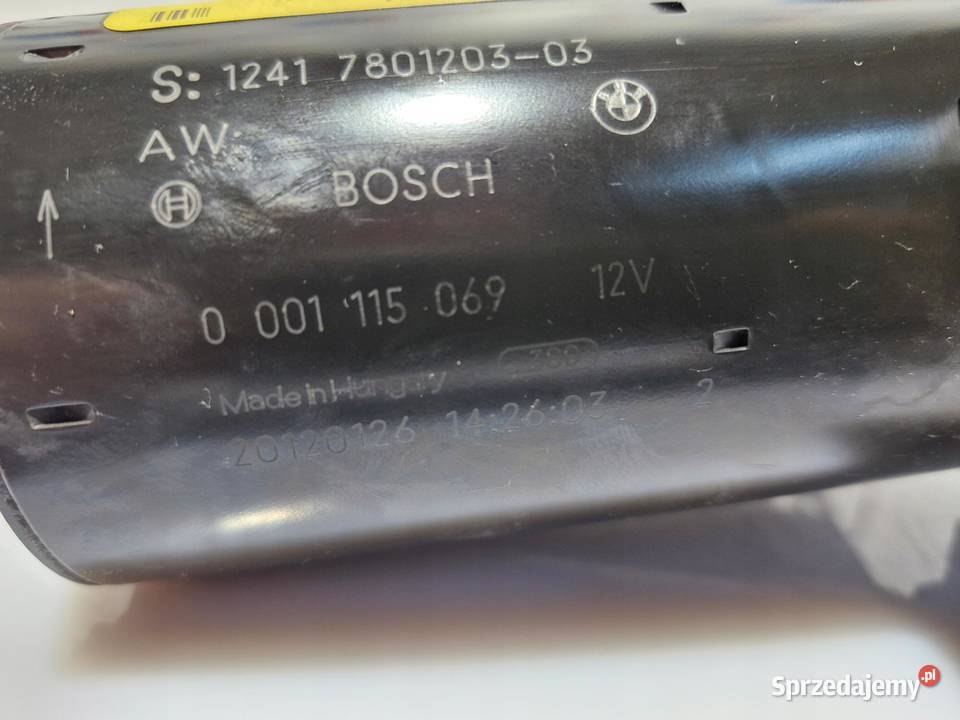 S: 1241 7801203-03
AW:
BOSCH
0 001 115 069 12V
Made in Hungary
20120126 14:26:03 2
Sprzedajemy.pl